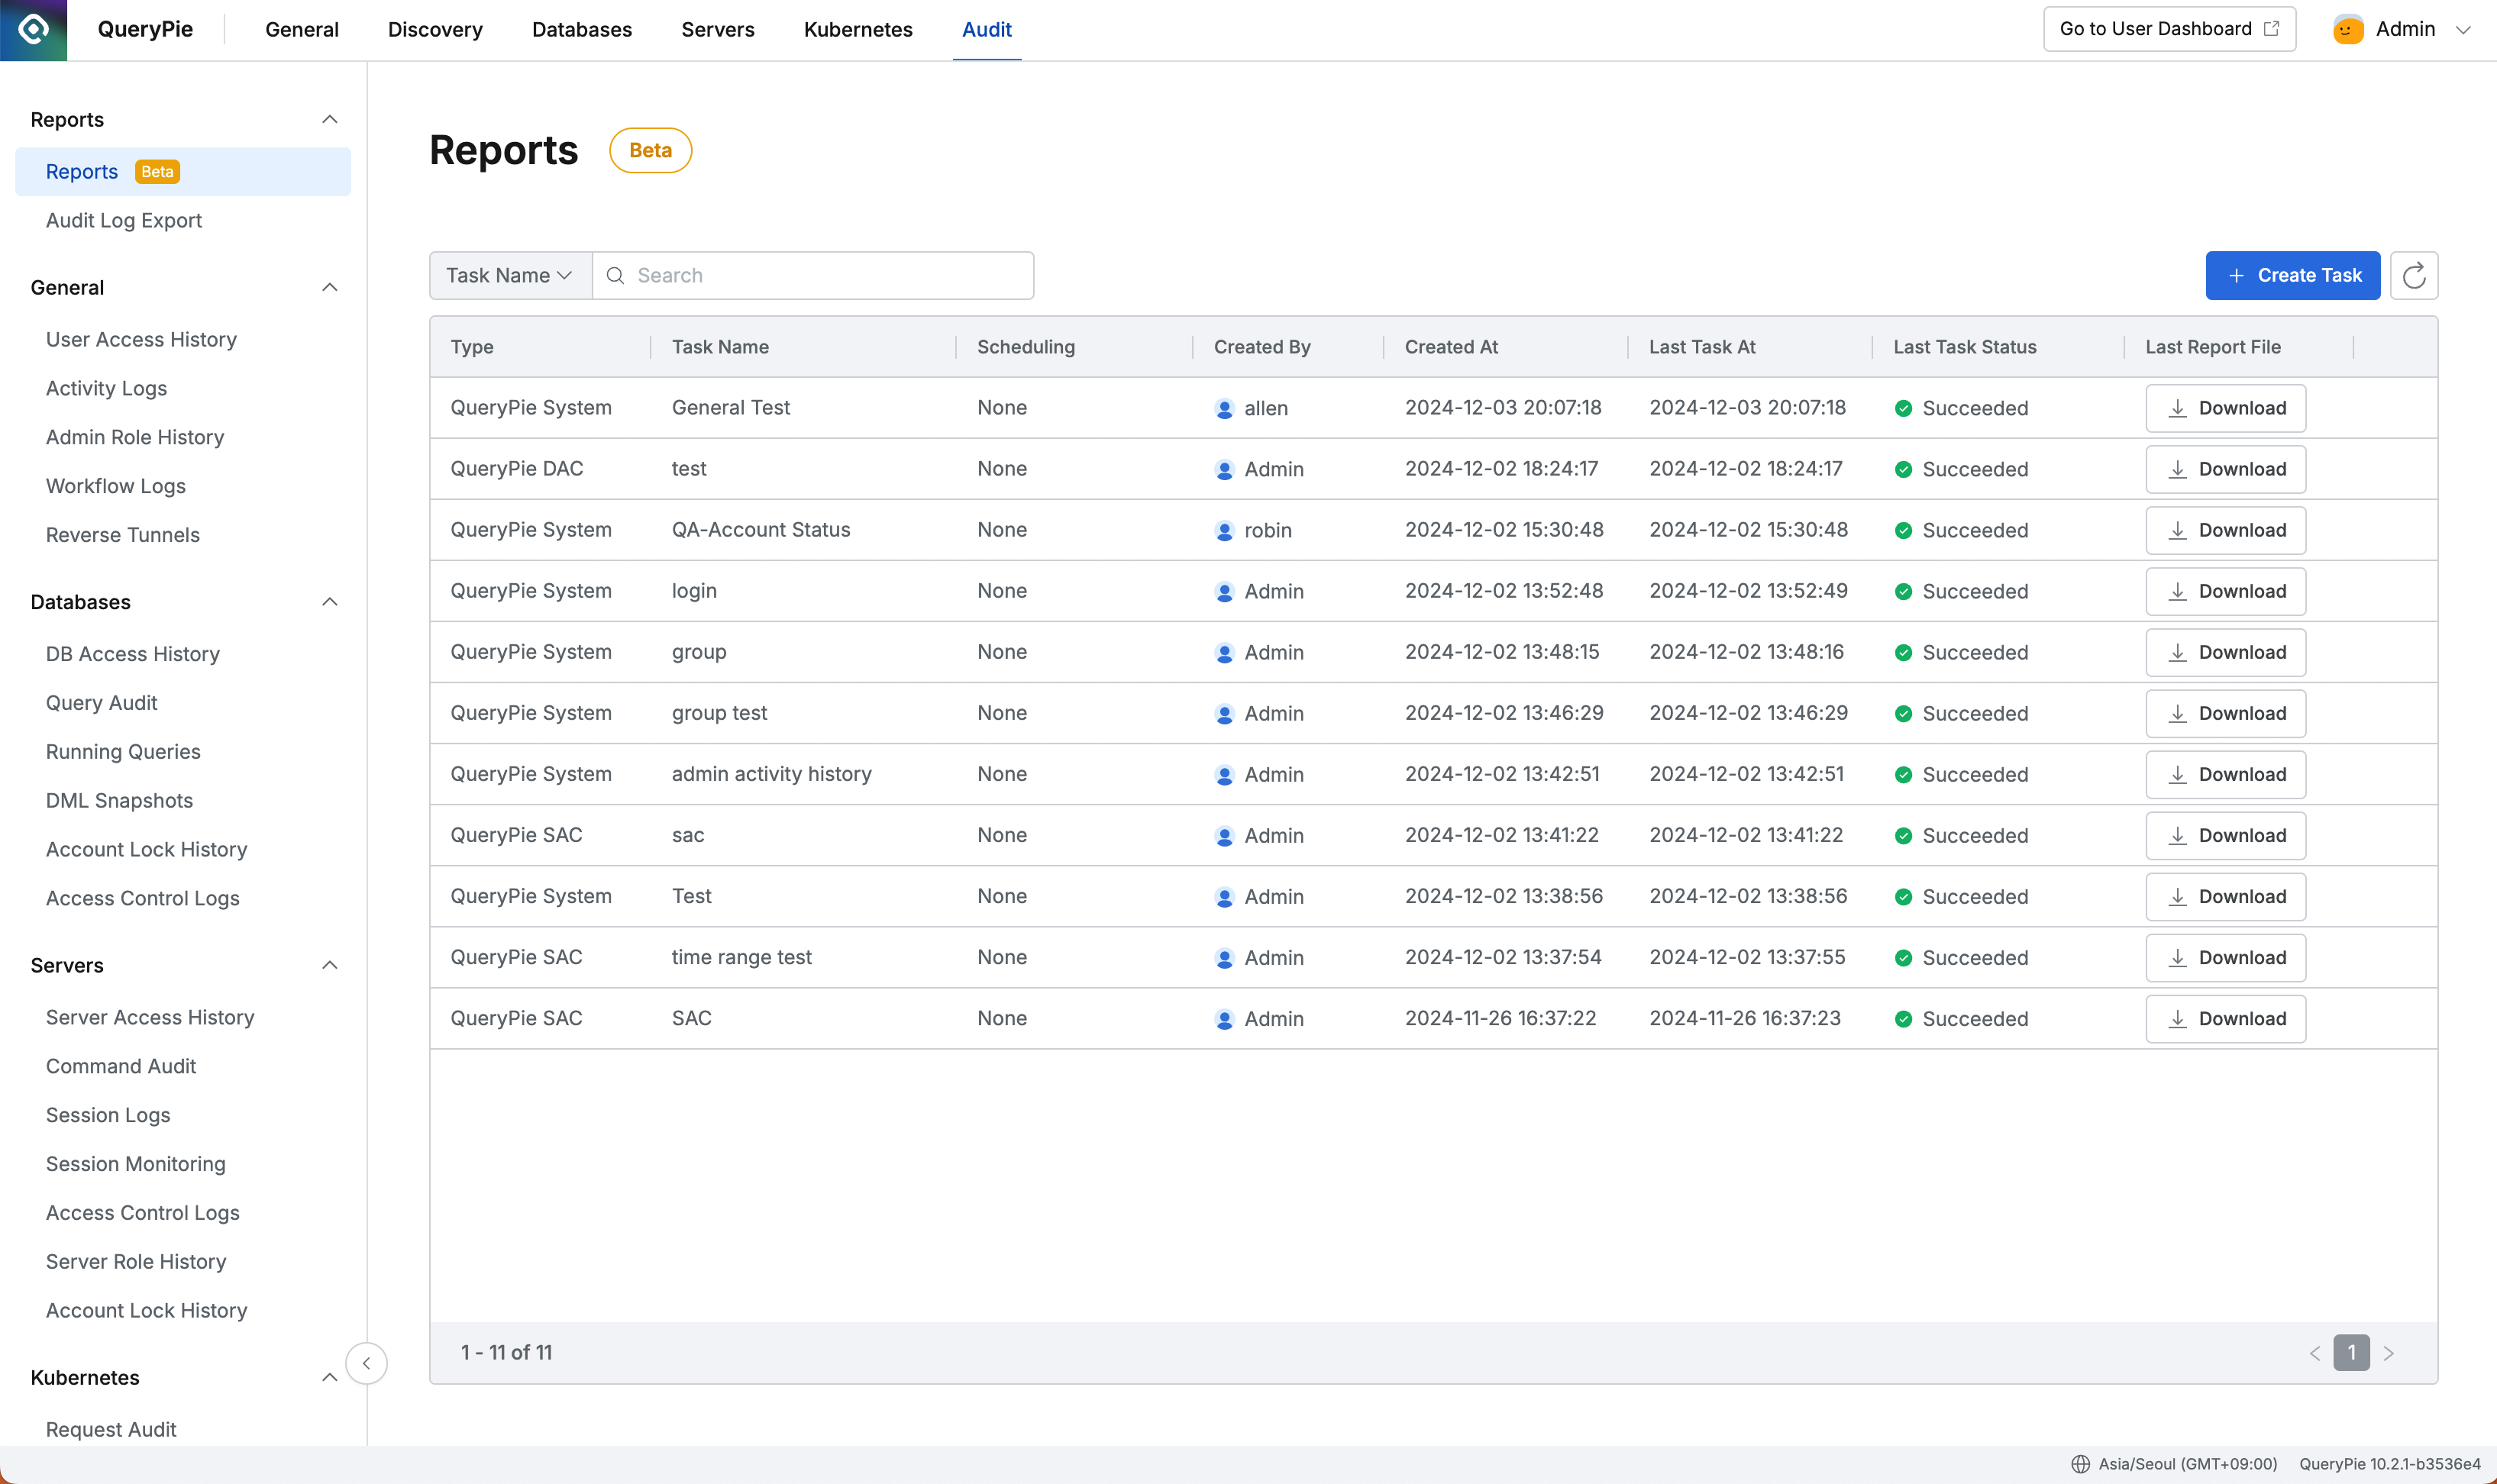 QueryPie General Discovery Databases Servers Kubernetes Audit Go to User Dashboard Admin
Reports
Reports Beta
Audit Log Export
General
User Access History
Activity Logs
Admin Role History
Workflow Logs
Reverse Tunnels
Databases
DB Access History
Query Audit
Running Queries
DML Snapshots
Account Lock History
Access Control Logs
Servers
Server Access History
Command Audit
Session Logs
Session Monitoring
Access Control Logs
Server Role History
Account Lock History
Kubernetes
Request Audit
Reports Beta
Task Name Search Create Task
Type Task Name Scheduling Created By Created At Last Task At Last Task Status Last Report File
QueryPie System General Test None allen 2024-12-03 20:07:18 2024-12-03 20:07:18 Succeeded Download
QueryPie DAC test None Admin 2024-12-02 18:24:17 2024-12-02 18:24:17 Succeeded Download
QueryPie System QA-Account Status None robin 2024-12-02 15:30:48 2024-12-02 15:30:48 Succeeded Download
QueryPie System login None Admin 2024-12-02 13:52:48 2024-12-02 13:52:49 Succeeded Download
QueryPie System group None Admin 2024-12-02 13:48:15 2024-12-02 13:48:16 Succeeded Download
QueryPie System group test None Admin 2024-12-02 13:46:29 2024-12-02 13:46:29 Succeeded Download
QueryPie System admin activity history None Admin 2024-12-02 13:42:51 2024-12-02 13:42:51 Succeeded Download
QueryPie SAC sac None Admin 2024-12-02 13:41:22 2024-12-02 13:41:22 Succeeded Download
QueryPie System Test None Admin 2024-12-02 13:38:56 2024-12-02 13:38:56 Succeeded Download
QueryPie SAC time range test None Admin 2024-12-02 13:37:54 2024-12-02 13:37:55 Succeeded Download
QueryPie SAC SAC None Admin 2024-11-26 16:37:22 2024-11-26 16:37:23 Succeeded Download
1 - 11 of 11 1
Asia/Seoul (GMT+09:00) QueryPie 10.2.1-b3536e4